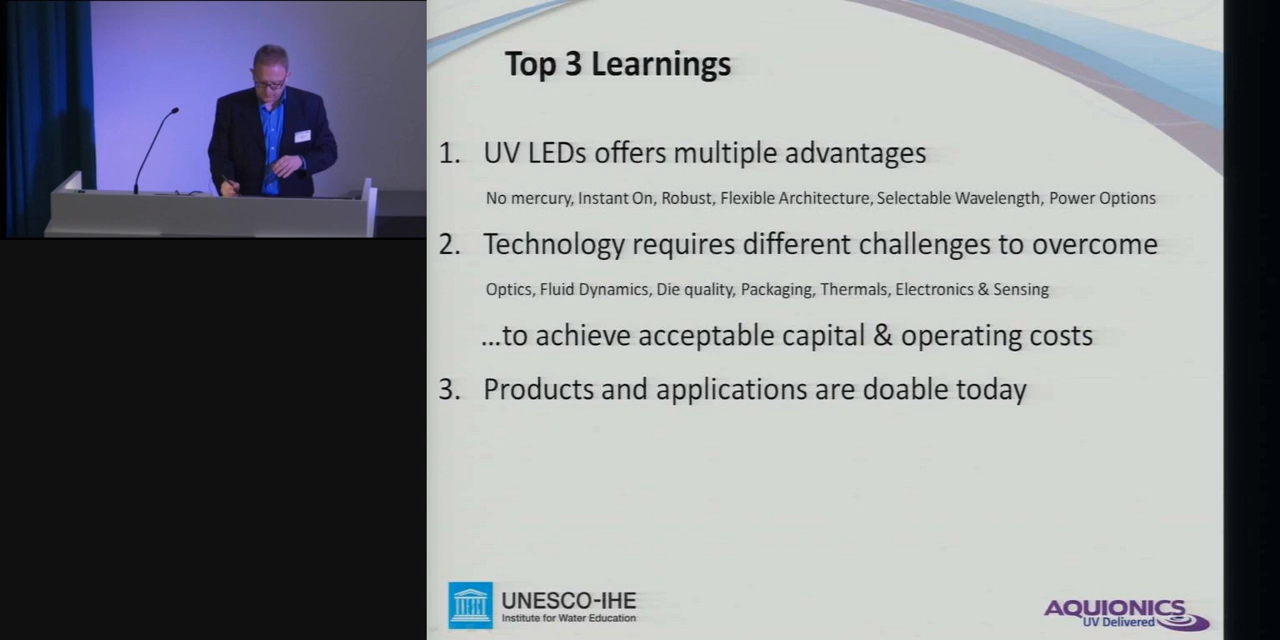 Top 3 Learnings
1. UV LEDs offers multiple advantages
No mercury, Instant On, Robust, Flexible Architecture, Selectable Wavelength, Power Options
2. Technology requires different challenges to overcome
Optics, Fluid Dynamics, Die quality, Packaging, Thermals, Electronics & Sensing
...to achieve acceptable capital & operating costs
3. Products and applications are doable today
UNESCO-IHE
Institute for Water Education
AQUIONICS
UV Delivered